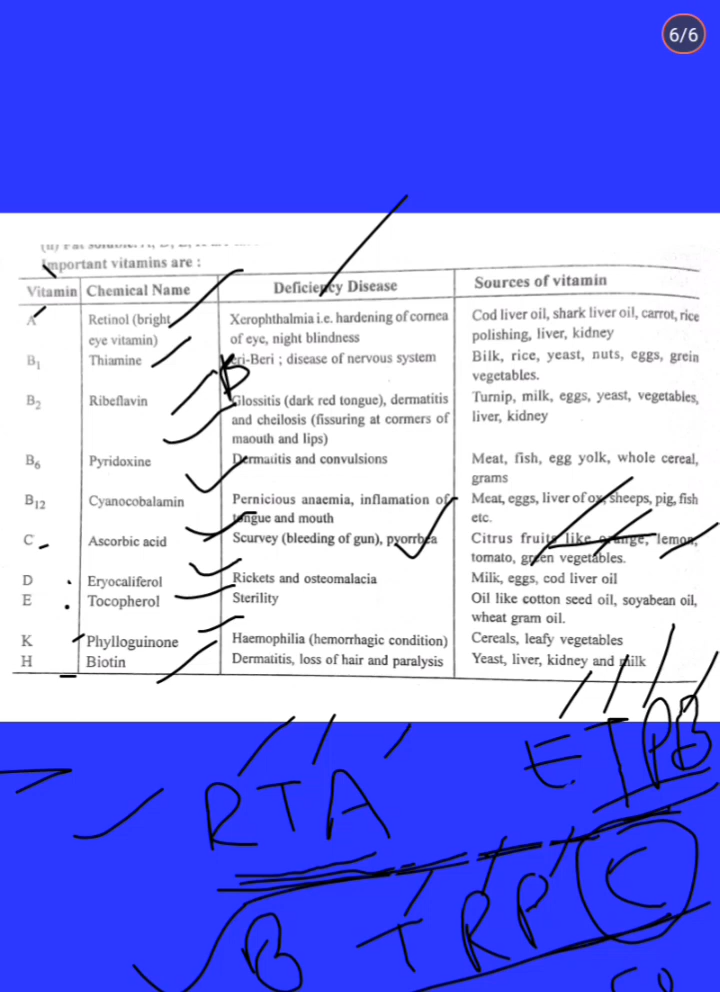 6/6
Important vitamins are :
Vitamin Chemical Name Deficiency Disease Sources of vitamin
A Retinol (bright eye vitamin) Xerophthalmia i.e. hardening of cornea of eye, night blindness Cod liver oil, shark liver oil, carrot, rice polishing, liver, kidney
B1 Thiamine Beri-Beri ; disease of nervous system Bilk, rice, yeast, nuts, eggs, grein vegetables.
B2 Ribeflavin Glossitis (dark red tongue), dermatitis and cheilosis (fissuring at cormers of maouth and lips) Turnip, milk, eggs, yeast, vegetables, liver, kidney
B6 Pyridoxine Dermatitis and convulsions Meat, fish, egg yolk, whole cereal, grams
B12 Cyanocobalamin Pernicious anaemia, inflamation of tongue and mouth Meat, eggs, liver of ox, sheeps, pig, fish etc.
C Ascorbic acid Scurvey (bleeding of gun), pyorrhea Citrus fruits like orange, lemon, tomato, green vegetables.
D Eryocaliferol Rickets and osteomalacia Milk, eggs, cod liver oil
E Tocopherol Sterility Oil like cotton seed oil, soyabean oil, wheat gram oil.
K Phylloguinone Haemophilia (hemorrhagic condition) Cereals, leafy vegetables
H Biotin Dermatitis, loss of hair and paralysis Yeast, liver, kidney and milk
ETPB
RTA
B TRP C